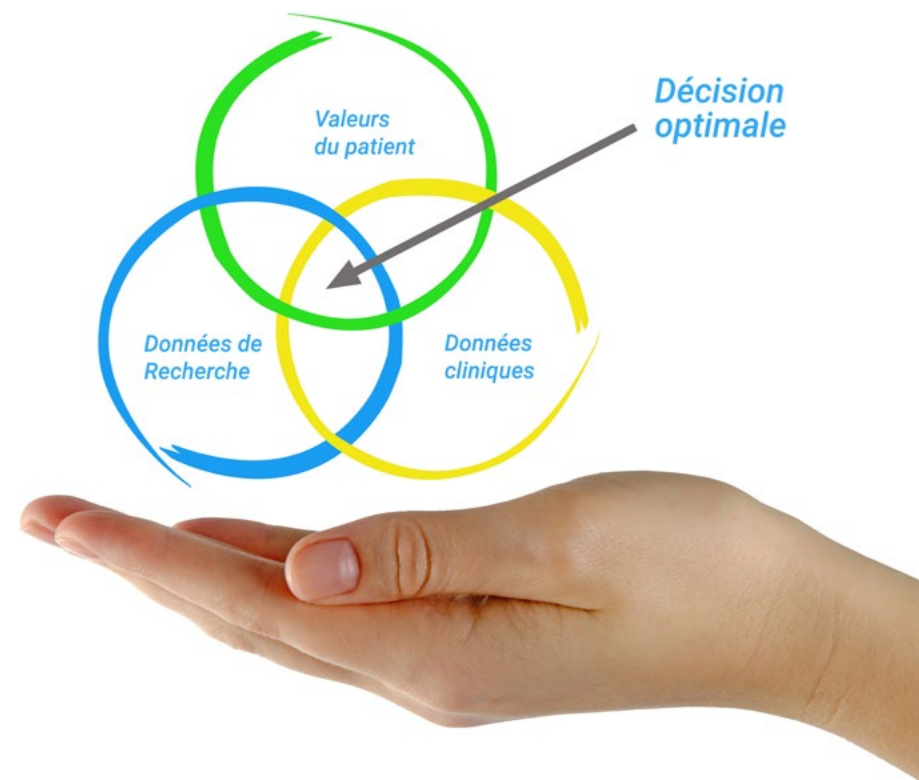 Valeurs
du patient
Décision
optimale
Données de
Recherche
Données
cliniques